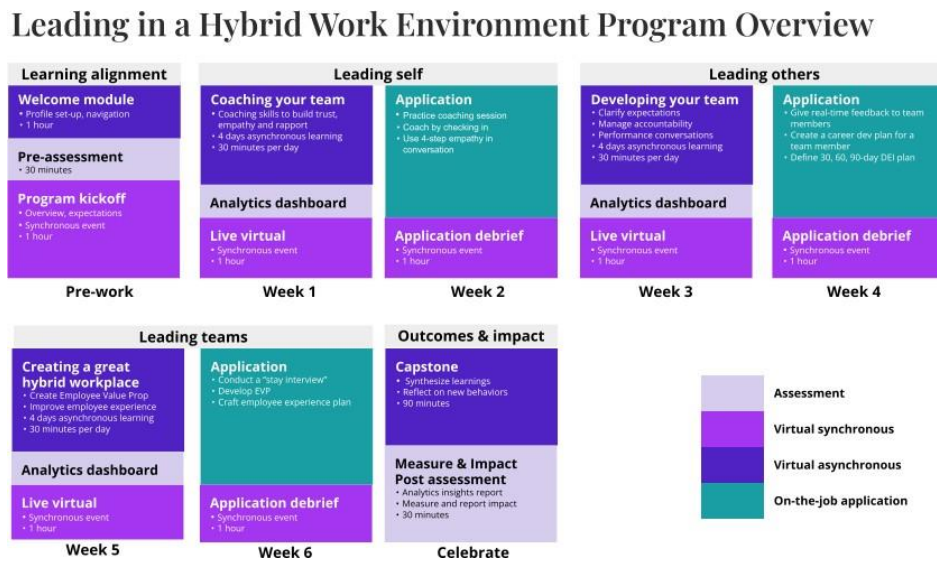 Leading in a Hybrid Work Environment Program Overview
Learning alignment
Welcome module
• Profile set-up, navigation
• 1 hour
Pre-assessment
• 30 minutes
Program kickoff
• Overview, expectations
• Synchronous event
• 1 hour
Pre-work
Leading self
Coaching your team
• Coaching skills to build trust,
empathy and rapport
• 4 days asynchronous learning
• 30 minutes per day
Analytics dashboard
Live virtual
• Synchronous event
• 1 hour
Week 1
Application
• Practice coaching session
• Coach by checking in
• Use 4-step empathy in
conversation
Application debrief
• Synchronous event
• 1 hour
Week 2
Leading others
Developing your team
• Clarify expectations
• Manage accountability
• Performance conversations
• 4 days asynchronous learning
• 30 minutes per day
Analytics dashboard
Live virtual
• Synchronous event
• 1 hour
Week 3
Application
• Give real-time feedback to team
members
• Create a career dev plan for a
team member
• Define 30, 60, 90-day DEI plan
Application debrief
• Synchronous event
• 1 hour
Week 4
Leading teams
Creating a great
hybrid workplace
• Create Employee Value Prop
• Improve employee experience
• 4 days asynchronous learning
• 30 minutes per day
Analytics dashboard
Live virtual
• Synchronous event
• 1 hour
Week 5
Application
• Conduct a "stay interview"
• Develop EVP
• Craft employee experience plan
Application debrief
• Synchronous event
• 1 hour
Week 6
Outcomes & impact
Capstone
• Synthesize learnings
• Reflect on new behaviors
• 90 minutes
Measure & Impact
Post assessment
• Analytics insights report
• Measure and report impact
• 30 minutes
Celebrate
Assessment
Virtual synchronous
Virtual asynchronous
On-the-job application